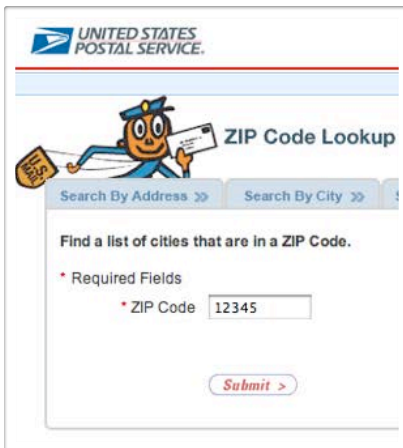 UNITED STATES
POSTAL SERVICE.
ZIP Code Lookup
U.S.
MAIL
Search By Address >> Search By City >>
Find a list of cities that are in a ZIP Code.
* Required Fields
* ZIP Code 12345
Submit >